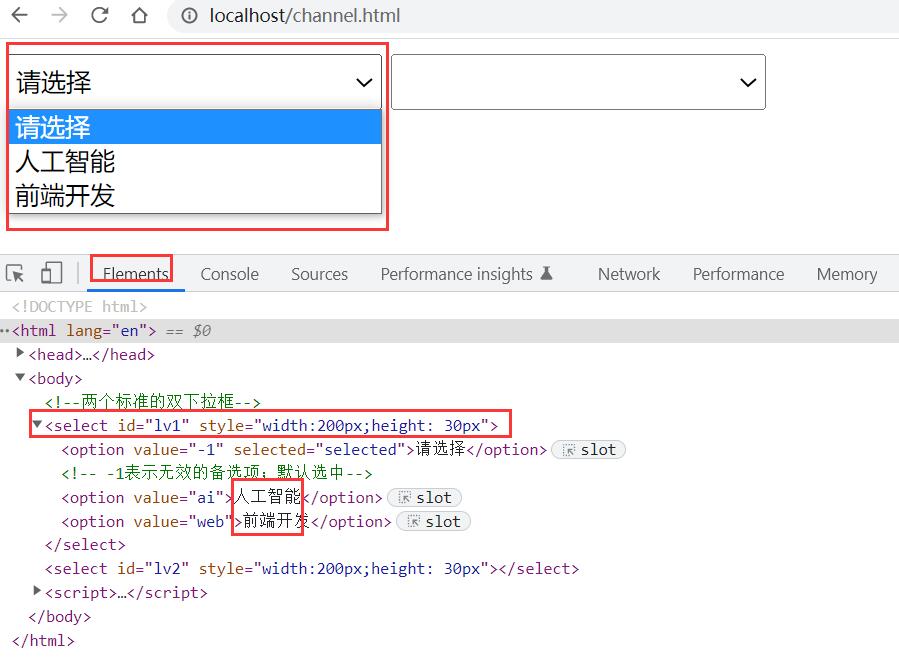 localhost/channel.html
请选择
请选择
人工智能
前端开发
Elements Console Sources Performance insights Network Performance Memory
<!DOCTYPE html>
<html lang="en"> == $0
<head>…</head>
<body>
<!--两个标准的双下拉框-->
<select id="lv1" style="width:200px;height: 30px">
<option value="-1" selected="selected">请选择</option> slot
<!-- -1表示无效的备选项；默认选中-->
<option value="ai">人工智能</option> slot
<option value="web">前端开发</option> slot
</select>
<select id="lv2" style="width:200px;height: 30px"></select>
<script>…</script>
</body>
</html>